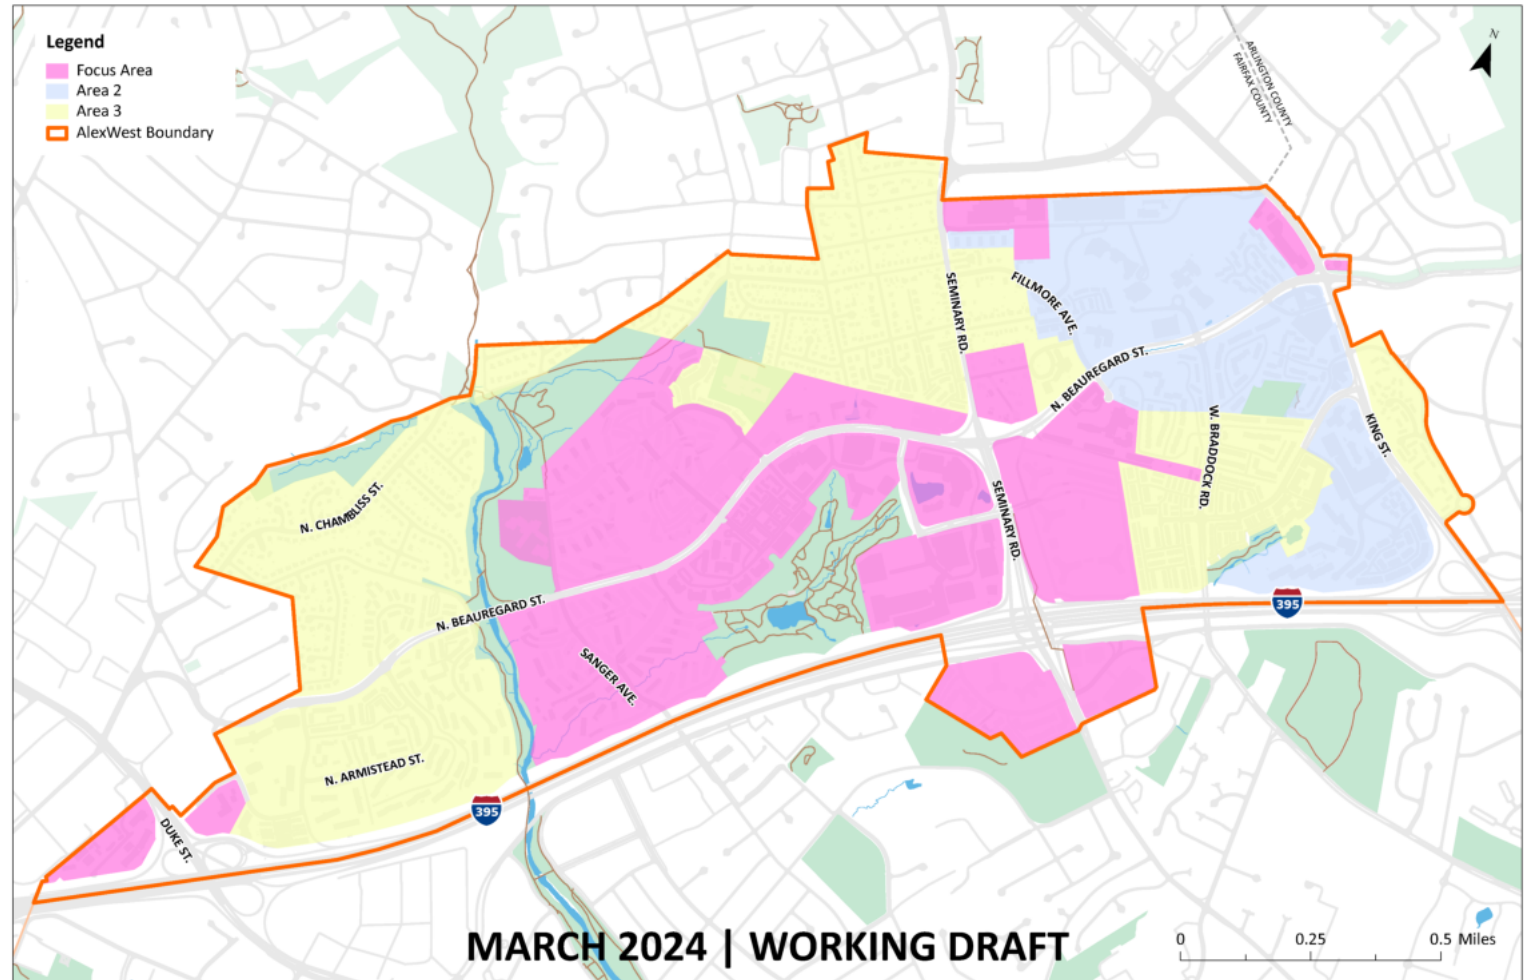 Legend
Focus Area
Area 2
Area 3
AlexWest Boundary
N
ARLINGTON COUNTY
FAIRFAX COUNTY
SEMINARY RD.
FILLMORE AVE.
N. BEAUREGARD ST.
W. BRADDOCK RD.
KING ST.
N. CHAMBLISS ST.
SEMINARY RD.
N. BEAUREGARD ST.
395
SANGER AVE.
N. ARMISTEAD ST.
395
DUKE ST.
MARCH 2024 | WORKING DRAFT
0 0.25 0.5 Miles